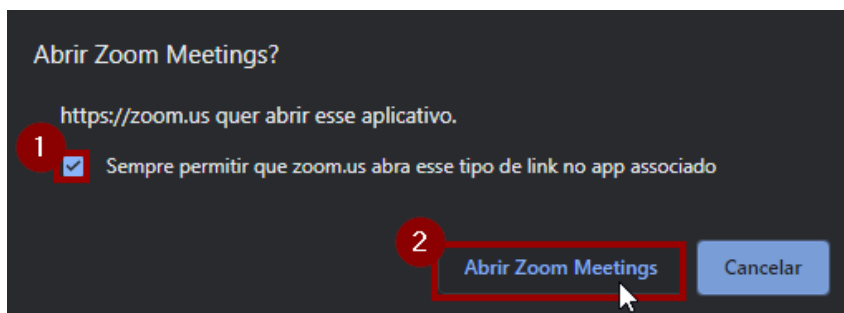 Abrir Zoom Meetings?
https://zoom.us quer abrir esse aplicativo.
1
Sempre permitir que zoom.us abra esse tipo de link no app associado
2
Abrir Zoom Meetings
Cancelar